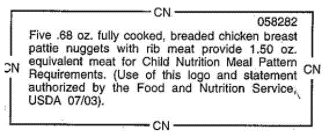 CN
058282
Five .68 oz. fully cooked, breaded chicken breast
pattie nuggets with rib meat provide 1.50 oz.
equivalent meat for Child Nutrition Meal Pattern
CN
CN
Requirements. (Use of this logo and statement
authorized by the Food and Nutrition Service,
USDA 07/03).
CN